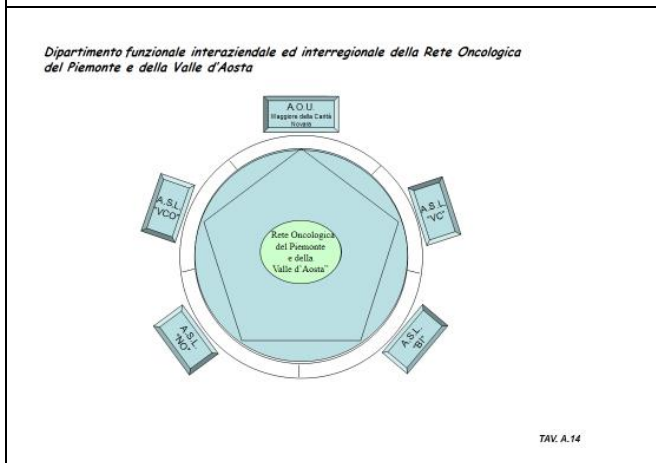 Dipartimento funzionale interaziendale ed interregionale della Rete Oncologica
del Piemonte e della Valle d'Aosta
A.O.U.
Maggiore della Carità
Novara
A.S.L.
"VCO"
A.S.L.
"VC"
Rete Oncologica
del Piemonte
e della
Valle d'Aosta"
A.S.L.
"NO"
A.S.L.
"BI"
TAV. A.14